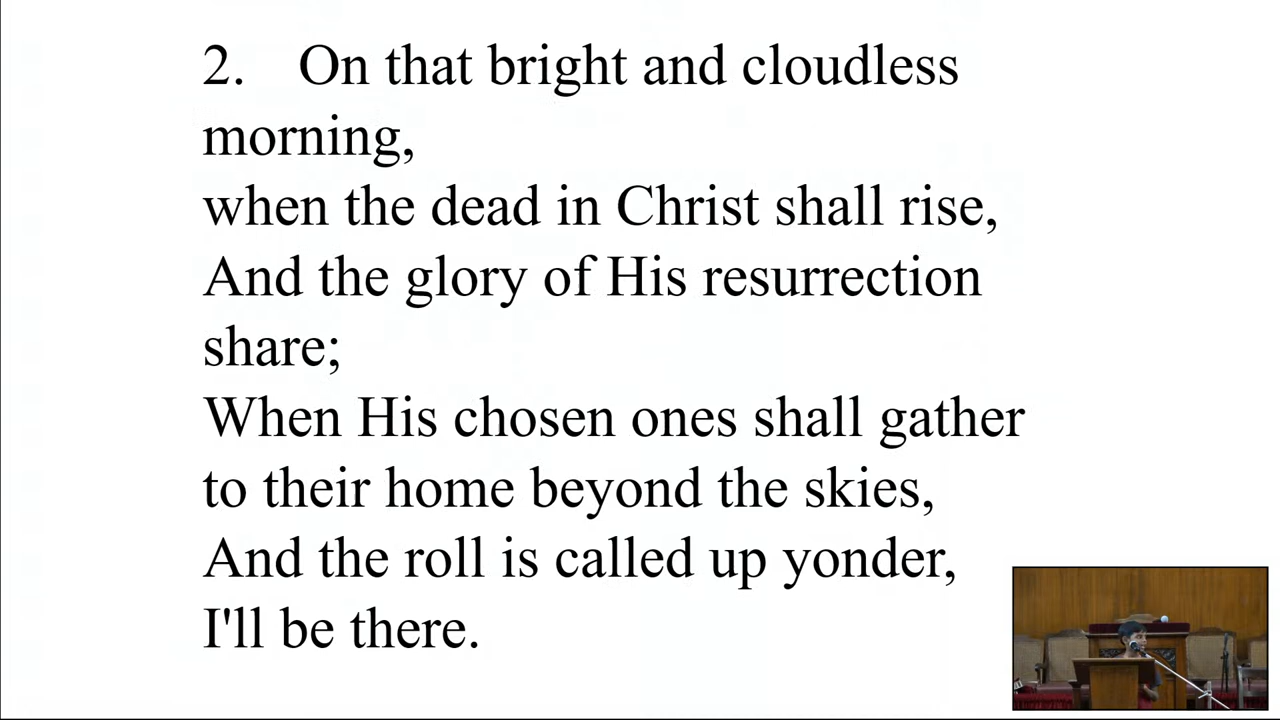 2. On that bright and cloudless
morning,
when the dead in Christ shall rise,
And the glory of His resurrection
share;
When His chosen ones shall gather
to their home beyond the skies,
And the roll is called up yonder,
I'll be there.